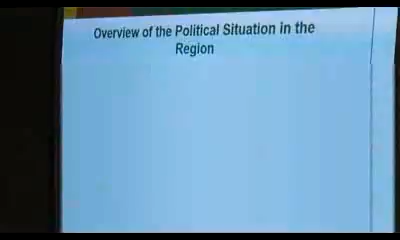 Overview of the Political Situation in the
Region